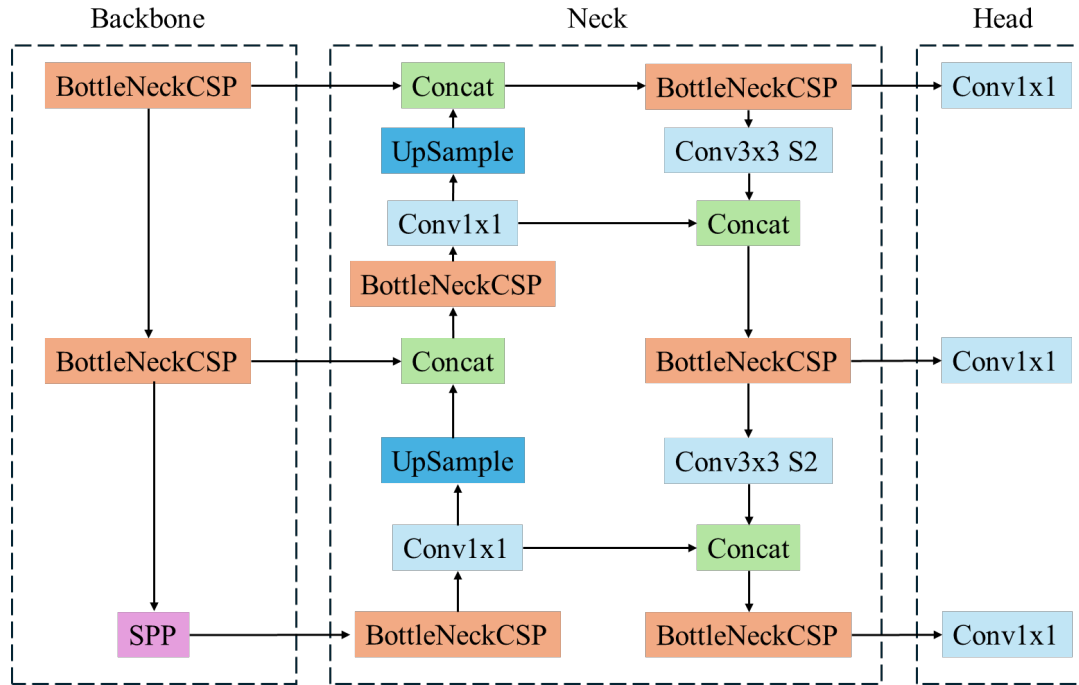 Backbone
Neck
Head
BottleNeckCSP
Concat
BottleNeckCSP
Conv1x1
UpSample
Conv3x3 S2
Conv1x1
Concat
BottleNeckCSP
BottleNeckCSP
Concat
BottleNeckCSP
Conv1x1
UpSample
Conv3x3 S2
Conv1x1
Concat
SPP
BottleNeckCSP
BottleNeckCSP
Conv1x1